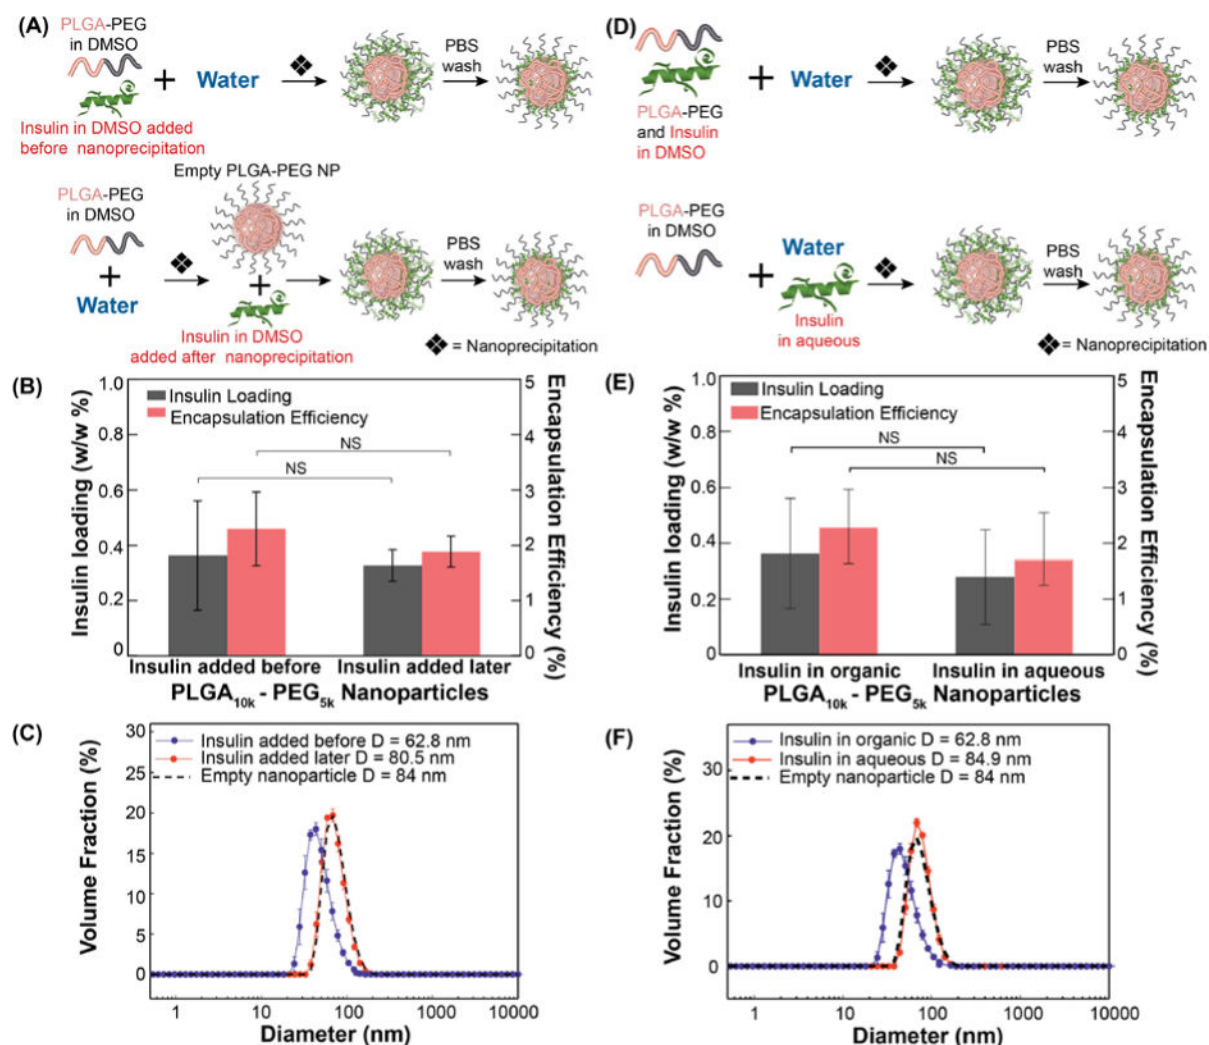 (A)
PLGA-PEG
in DMSO
+
Water
PBS
wash
Insulin in DMSO added
before nanoprecipitation
Empty PLGA-PEG NP
PLGA-PEG
in DMSO
+
Water
+
PBS
wash
Insulin in DMSO
added after nanoprecipitation
= Nanoprecipitation
(D)
+
Water
PBS
wash
PLGA-PEG
and Insulin
in DMSO
PLGA-PEG
in DMSO
+
Water
PBS
wash
Insulin
in aqueous
= Nanoprecipitation
(B)
Insulin loading (w/w %)
1.0
0.8
0.6
0.4
0.2
0
Insulin Loading
Encapsulation Efficiency
NS
NS
5
4
3
2
1
0
Encapsulation Efficiency (%)
Insulin added before
Insulin added later
PLGA10k - PEG5k Nanoparticles
(E)
Insulin loading (w/w %)
1.0
0.8
0.6
0.4
0.2
0
Insulin Loading
Encapsulation Efficiency
NS
NS
5
4
3
2
1
0
Encapsulation Efficiency (%)
Insulin in organic
Insulin in aqueous
PLGA10k - PEG5k Nanoparticles
(C)
Volume Fraction (%)
30
25
20
15
10
5
0
Insulin added before D = 62.8 nm
Insulin added later D = 80.5 nm
Empty nanoparticle D = 84 nm
1
10
100
1000
10000
Diameter (nm)
(F)
Volume Fraction (%)
30
20
10
0
Insulin in organic D = 62.8 nm
Insulin in aqueous D = 84.9 nm
Empty nanoparticle D = 84 nm
1
10
100
1000
10000
Diameter (nm)